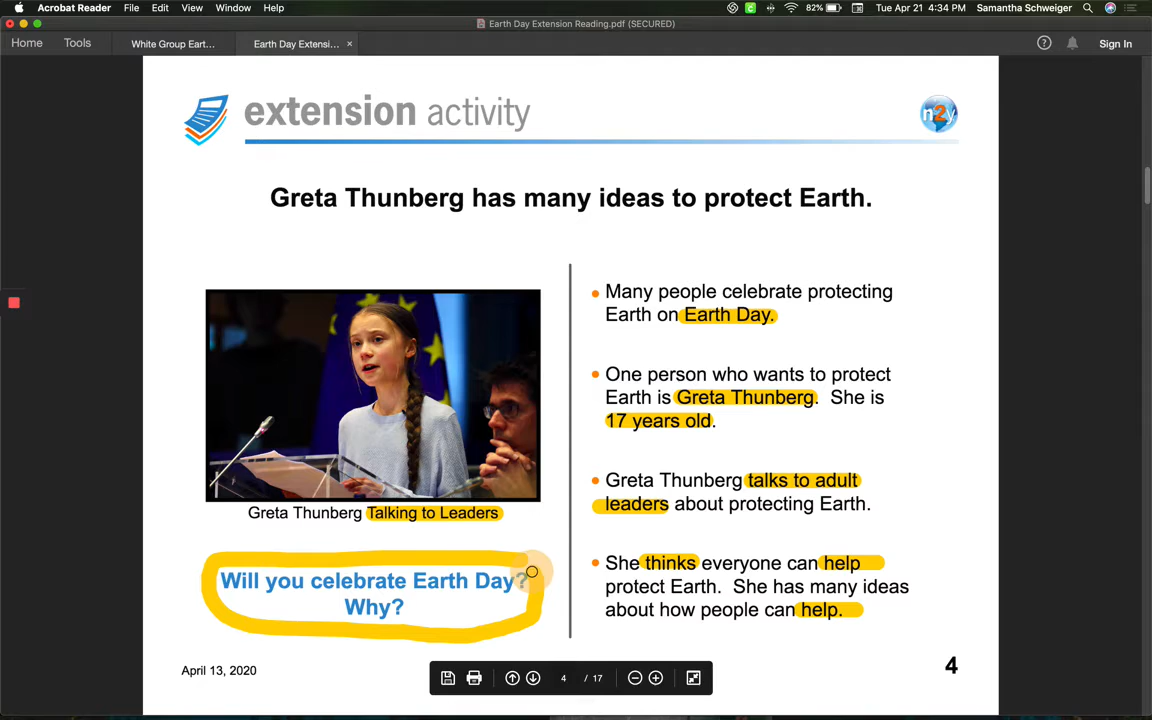 Acrobat Reader File Edit View Window Help 82% Tue Apr 21 4:34 PM Samantha Schweiger
Earth Day Extension Reading.pdf (SECURED)
Home Tools White Group Eart... Earth Day Extensi... × ? Sign In
extension activity
n2y
Greta Thunberg has many ideas to protect Earth.
Greta Thunberg Talking to Leaders
Will you celebrate Earth Day?
Why?
• Many people celebrate protecting
Earth on Earth Day.
• One person who wants to protect
Earth is Greta Thunberg. She is
17 years old.
• Greta Thunberg talks to adult
leaders about protecting Earth.
• She thinks everyone can help
protect Earth. She has many ideas
about how people can help.
April 13, 2020
4
4 / 17